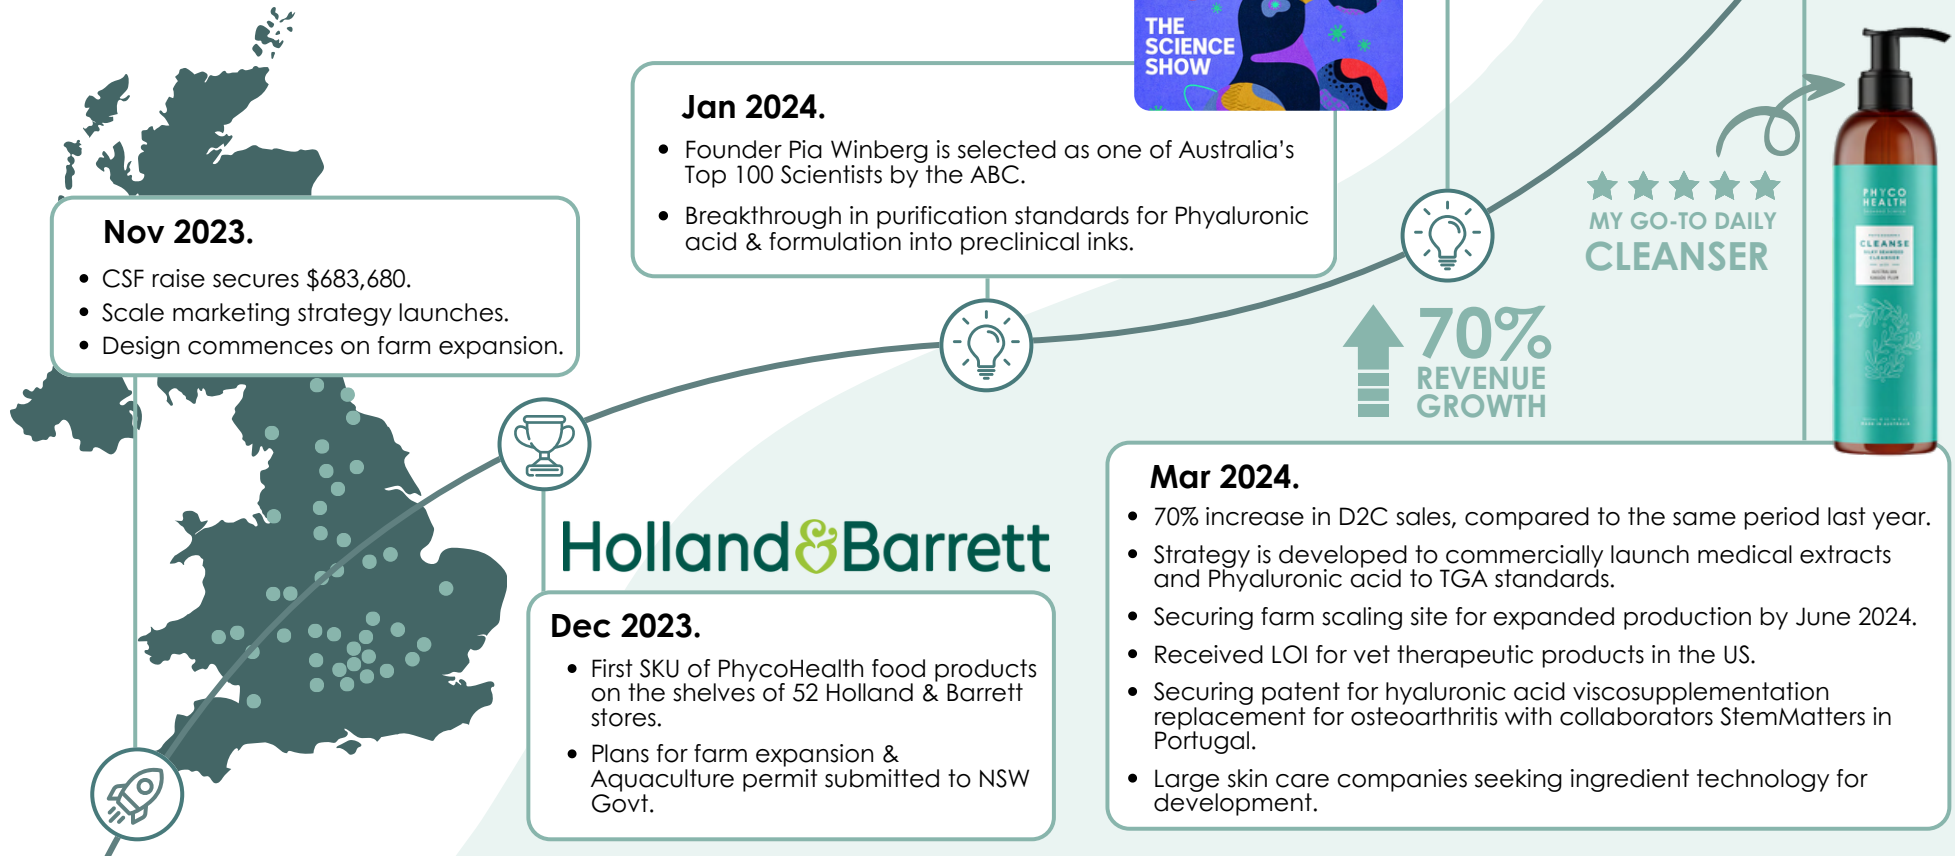 THE
SCIENCE
SHOW
Nov 2023.
• CSF raise secures $683,680.
• Scale marketing strategy launches.
• Design commences on farm expansion.
Jan 2024.
• Founder Pia Winberg is selected as one of Australia’s
Top 100 Scientists by the ABC.
• Breakthrough in purification standards for Phyaluronic
acid & formulation into preclinical inks.
MY GO-TO DAILY
CLEANSER
PHYCO
HEALTH
CLEANSE
CLEANSER
AUSTRALIAN
KAKADU PLUM
MADE IN AUSTRALIA
70%
REVENUE
GROWTH
Holland&Barrett
Dec 2023.
• First SKU of PhycoHealth food products
on the shelves of 52 Holland & Barrett
stores.
• Plans for farm expansion &
Aquaculture permit submitted to NSW
Govt.
Mar 2024.
• 70% increase in D2C sales, compared to the same period last year.
• Strategy is developed to commercially launch medical extracts
and Phyaluronic acid to TGA standards.
• Securing farm scaling site for expanded production by June 2024.
• Received LOI for vet therapeutic products in the US.
• Securing patent for hyaluronic acid viscosupplementation
replacement for osteoarthritis with collaborators StemMatters in
Portugal.
• Large skin care companies seeking ingredient technology for
development.